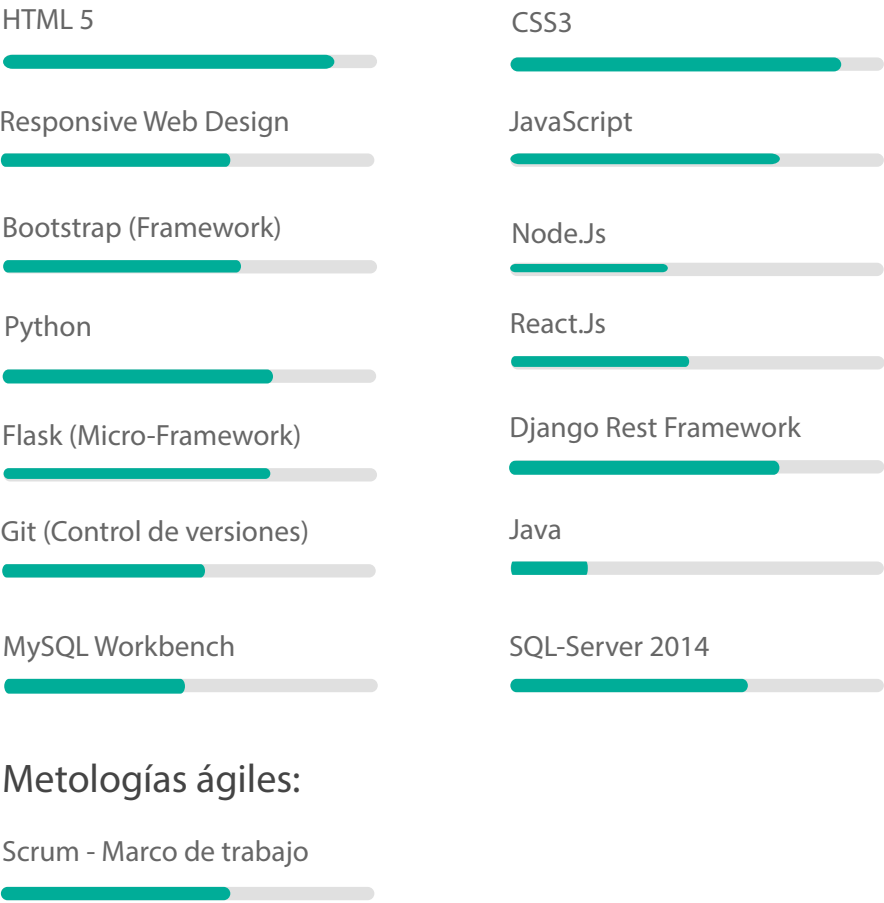 HTML 5
CSS3
Responsive Web Design
JavaScript
Bootstrap (Framework)
Node.Js
Python
React.Js
Flask (Micro-Framework)
Django Rest Framework
Git (Control de versiones)
Java
MySQL Workbench
SQL-Server 2014
Metologías ágiles:
Scrum - Marco de trabajo